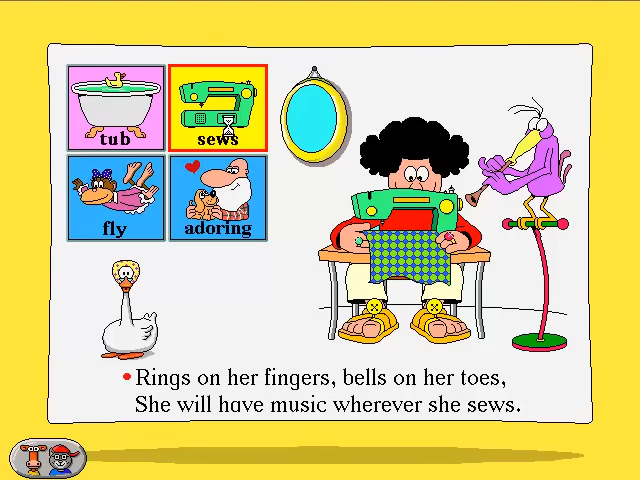 tub
sews
fly
adoring
Rings on her fingers, bells on her toes,
She will have music wherever she sews.